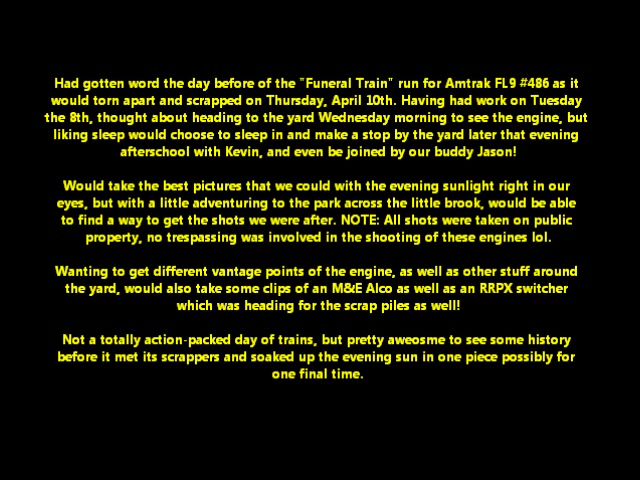 Had gotten word the day before of the "Funeral Train" run for Amtrak FL9 #486 as it
would torn apart and scrapped on Thursday, April 10th. Having had work on Tuesday
the 8th, thought about heading to the yard Wednesday morning to see the engine, but
liking sleep would choose to sleep in and make a stop by the yard later that evening
afterschool with Kevin, and even be joined by our buddy Jason!
Would take the best pictures that we could with the evening sunlight right in our
eyes, but with a little adventuring to the park across the little brook, would be able
to find a way to get the shots we were after. NOTE: All shots were taken on public
property, no trespassing was involved in the shooting of these engines lol.
Wanting to get different vantage points of the engine, as well as other stuff around
the yard, would also take some clips of an M&E Alco as well as an RRPX switcher
which was heading for the scrap piles as well!
Not a totally action-packed day of trains, but pretty aweosme to see some history
before it met its scrappers and soaked up the evening sun in one piece possibly for
one final time.